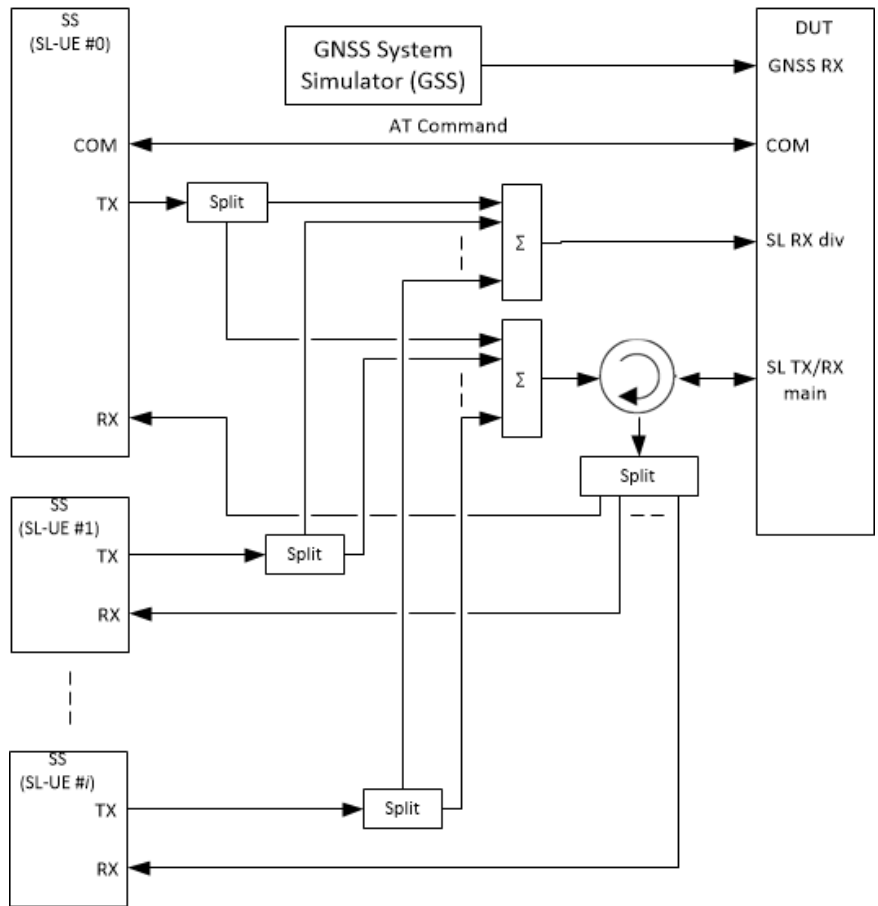 SS
(SL-UE #0)
COM
TX
RX
GNSS System
Simulator (GSS)
AT Command
DUT
GNSS RX
COM
SL RX div
SL TX/RX
main
Split
Σ
Σ
Split
SS
(SL-UE #1)
TX
RX
Split
SS
(SL-UE #i)
TX
RX
Split